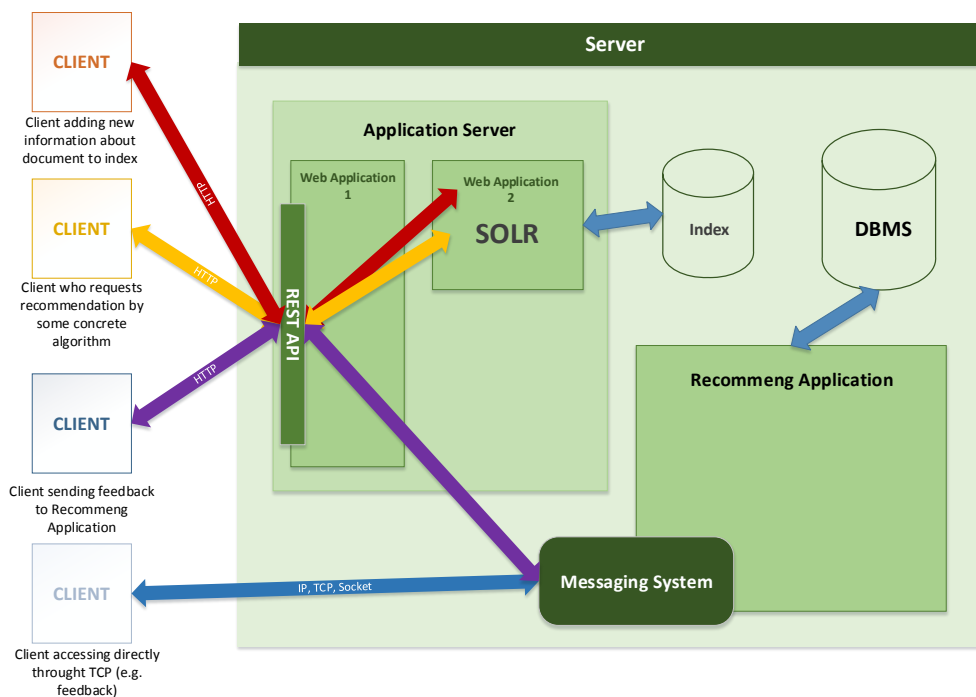 Server
CLIENT
Client adding new
information about
document to index
HTTP
CLIENT
HTTP
Client who requests
recommendation by
some concrete
algorithm
HTTP
CLIENT
Client sending feedback
to Recommeng
Application
CLIENT
IP, TCP, Socket
Client accessing directly
throught TCP (e.g.
feedback)
Application Server
Web Application
1
REST API
Web Application
2
SOLR
Index
DBMS
Recommeng Application
Messaging System